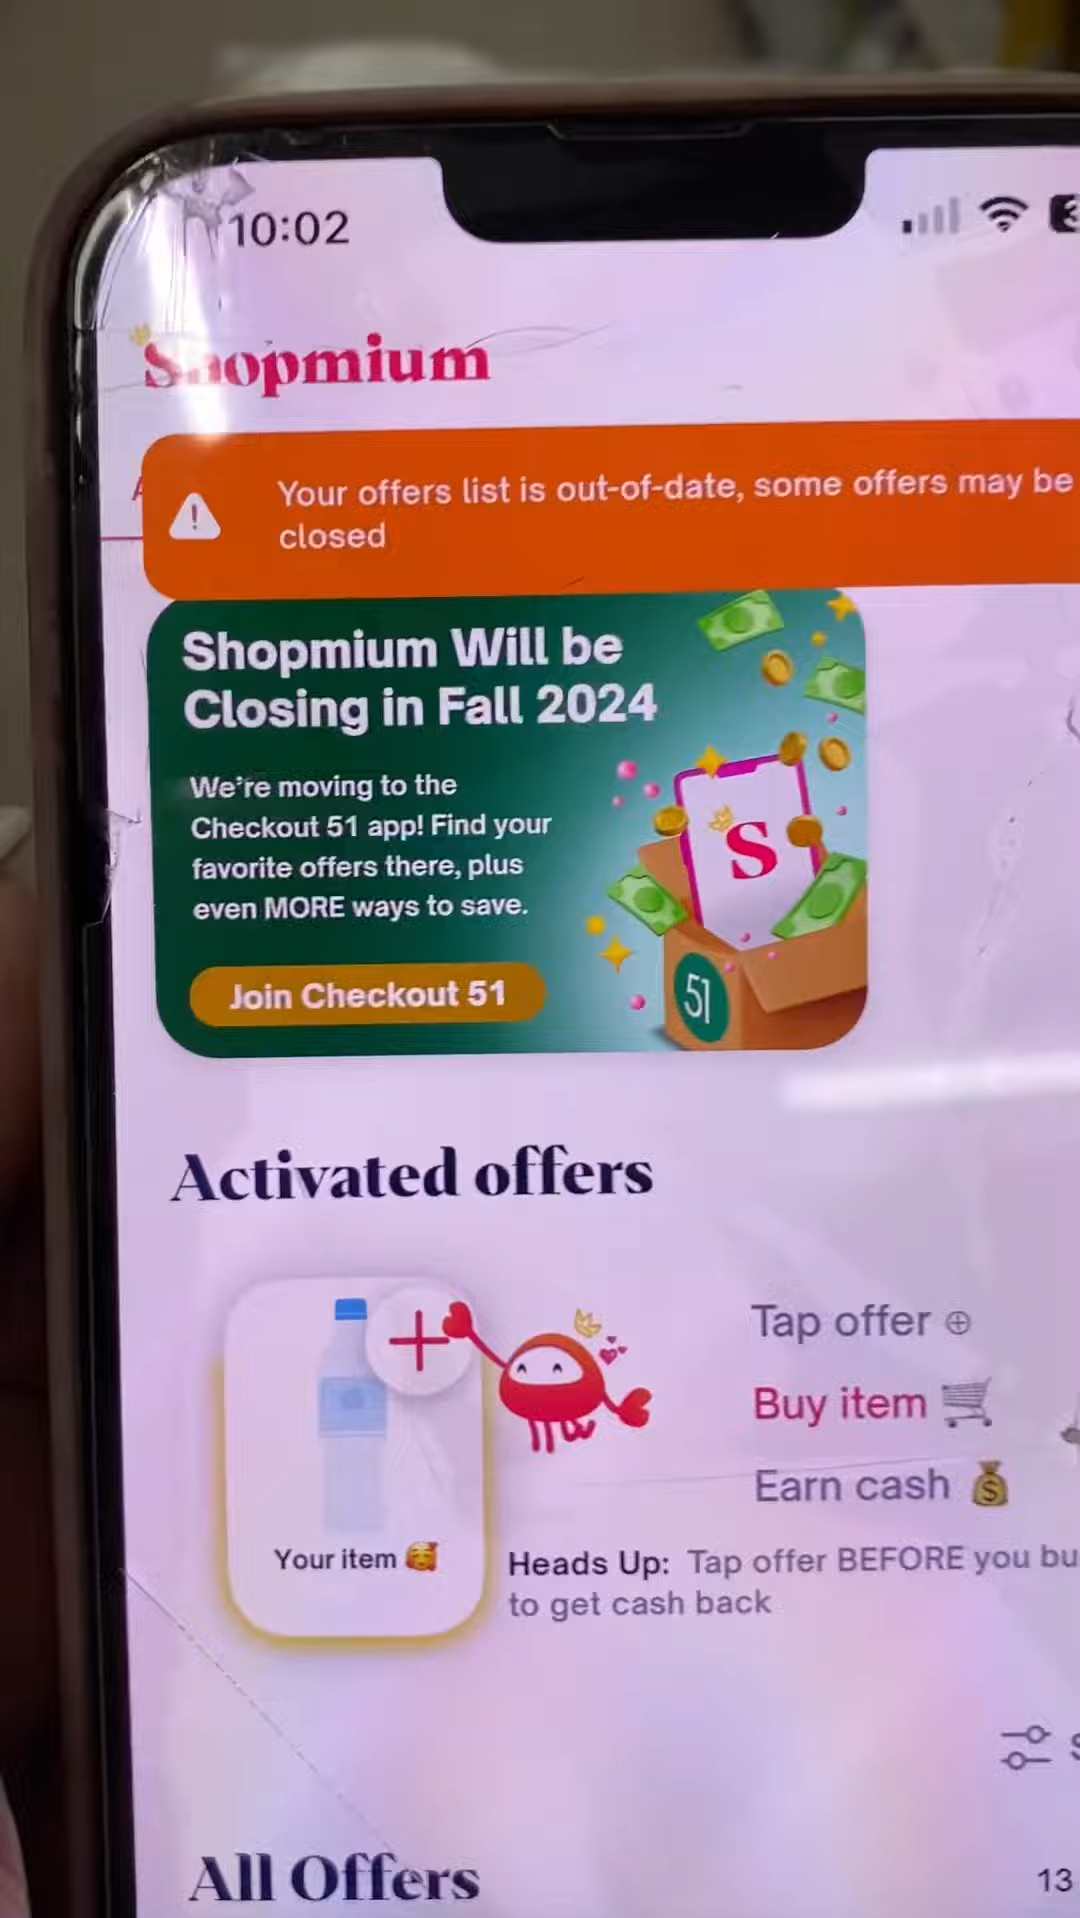 10:02
Shopmium
Your offers list is out-of-date, some offers may be
closed
Shopmium Will be
Closing in Fall 2024
We're moving to the
Checkout 51 app! Find your
favorite offers there, plus
even MORE ways to save.
Join Checkout 51
S
51
Activated offers
Tap offer
Buy item
Earn cash
Your item
Heads Up: Tap offer BEFORE you bu
to get cash back
All Offers
13